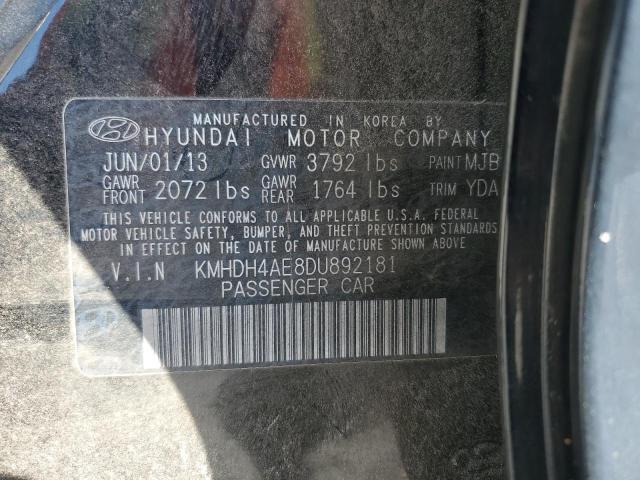 MANUFACTURED IN KOREA BY
HYUNDAI MOTOR COMPANY
JUN/01/13 GVWR 3792 lbs PAINT MJB
GAWR FRONT 2072 lbs GAWR REAR 1764 lbs TRIM YDA
THIS VEHICLE CONFORMS TO ALL APPLICABLE U.S.A. FEDERAL
MOTOR VEHICLE SAFETY, BUMPER, AND THEFT PREVENTION STANDARDS
IN EFFECT ON THE DATE OF MANUFACTURE SHOWN ABOVE
V.I.N KMHDH4AE8DU892181
PASSENGER CAR